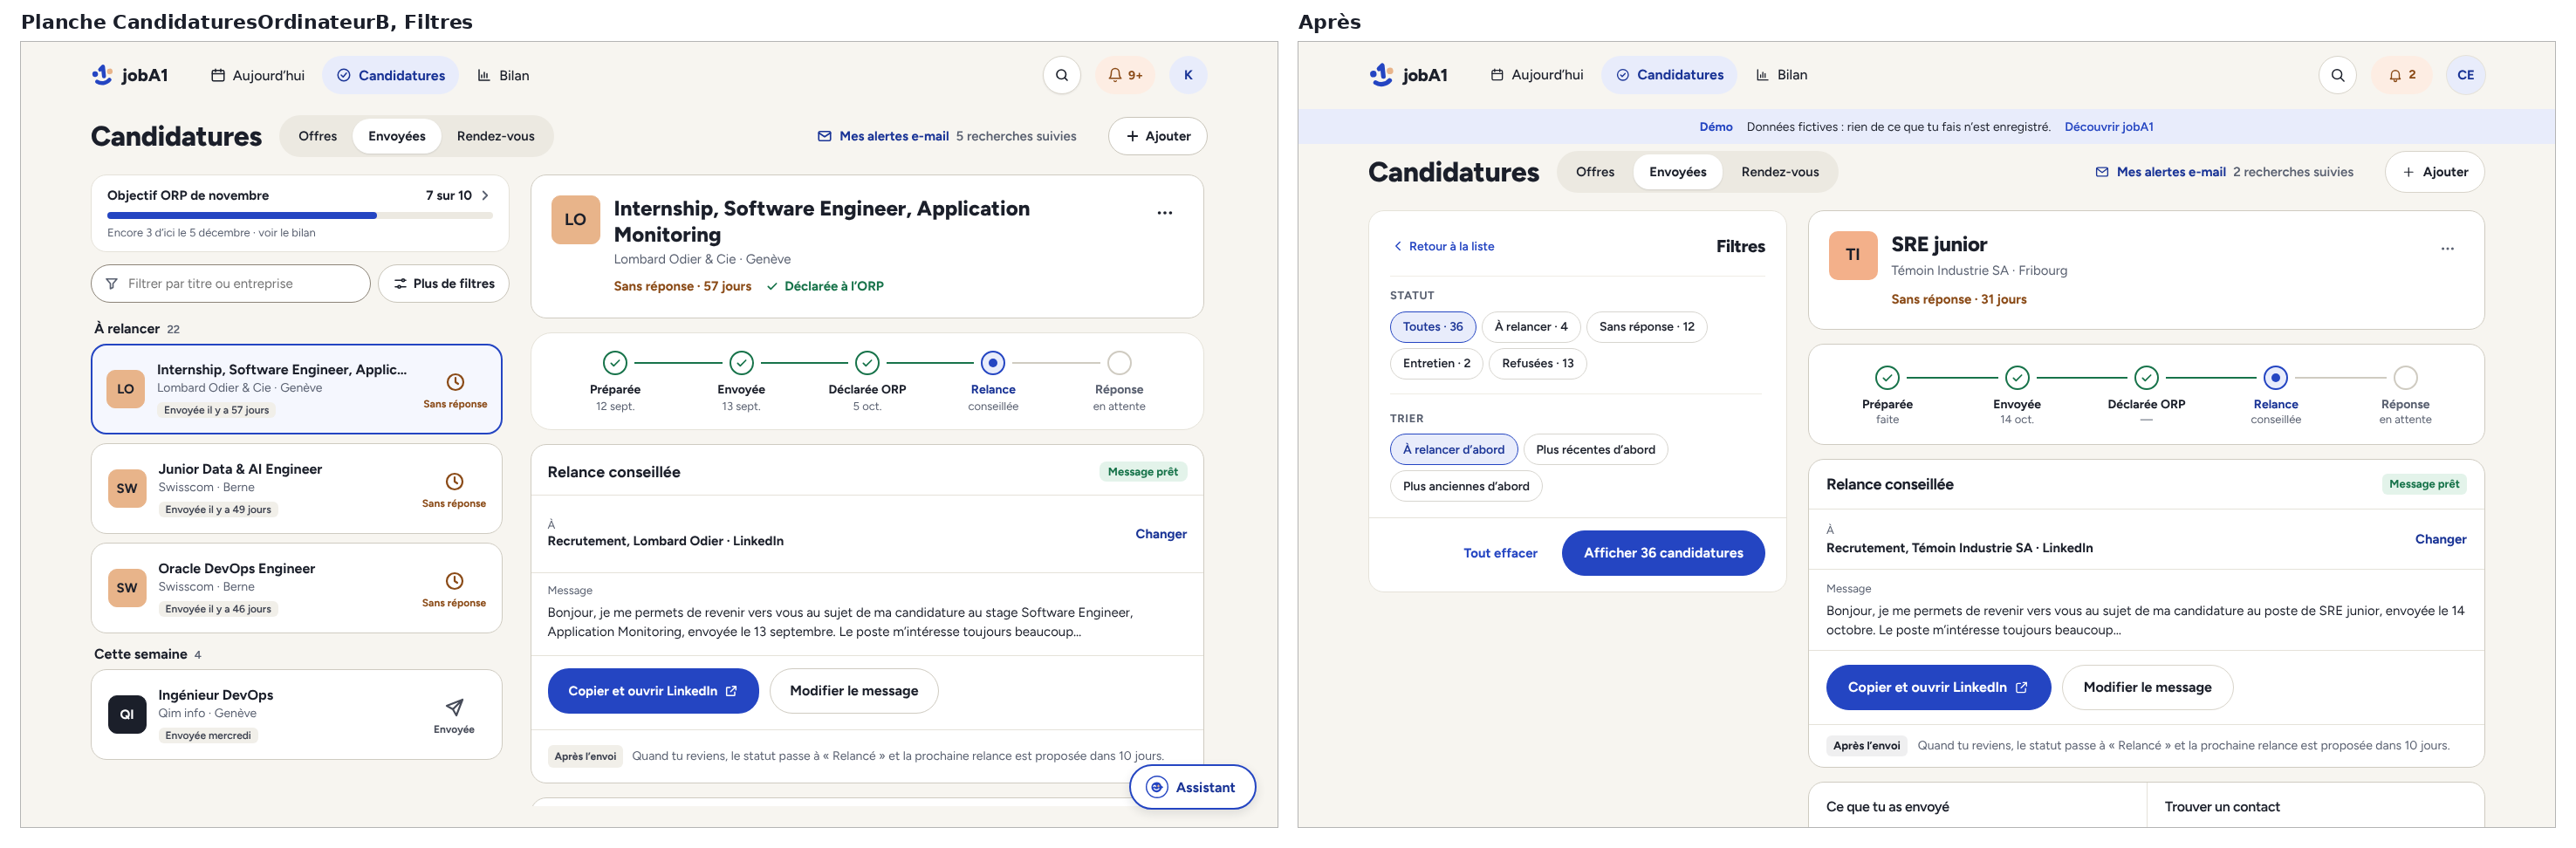 Planche CandidaturesOrdinateurB, Filtres
jobA1
Aujourd’hui
Candidatures
Bilan
9+
K
Candidatures
Offres
Envoyées
Rendez-vous
Mes alertes e-mail 5 recherches suivies
Ajouter
Objectif ORP de novembre
7 sur 10
Encore 3 d’ici le 5 décembre · voir le bilan
Filtrer par titre ou entreprise
Plus de filtres
À relancer 22
LO
Internship, Software Engineer, Applic...
Lombard Odier & Cie · Genève
Envoyée il y a 57 jours
Sans réponse
SW
Junior Data & AI Engineer
Swisscom · Berne
Envoyée il y a 49 jours
Sans réponse
SW
Oracle DevOps Engineer
Swisscom · Berne
Envoyée il y a 46 jours
Sans réponse
Cette semaine 4
QI
Ingénieur DevOps
Qim info · Genève
Envoyée mercredi
Envoyée
LO
Internship, Software Engineer, Application
Monitoring
Lombard Odier & Cie · Genève
Sans réponse · 57 jours
Déclarée à l’ORP
Préparée
12 sept.
Envoyée
13 sept.
Déclarée ORP
5 oct.
Relance
conseillée
Réponse
en attente
Relance conseillée
Message prêt
À
Recrutement, Lombard Odier · LinkedIn
Changer
Message
Bonjour, je me permets de revenir vers vous au sujet de ma candidature au stage Software Engineer,
Application Monitoring, envoyée le 13 septembre. Le poste m’intéresse toujours beaucoup...
Copier et ouvrir LinkedIn
Modifier le message
Après l’envoi
Quand tu reviens, le statut passe à « Relancé » et la prochaine relance est proposée dans 10 jours.
Assistant
Après
jobA1
Aujourd’hui
Candidatures
Bilan
2
CE
Démo Données fictives : rien de ce que tu fais n’est enregistré. Découvrir jobA1
Candidatures
Offres
Envoyées
Rendez-vous
Mes alertes e-mail 2 recherches suivies
Ajouter
Retour à la liste
Filtres
STATUT
Toutes · 36
À relancer · 4
Sans réponse · 12
Entretien · 2
Refusées · 13
TRIER
À relancer d’abord
Plus récentes d’abord
Plus anciennes d’abord
Tout effacer
Afficher 36 candidatures
TI
SRE junior
Témoin Industrie SA · Fribourg
Sans réponse · 31 jours
Préparée
faite
Envoyée
14 oct.
Déclarée ORP
—
Relance
conseillée
Réponse
en attente
Relance conseillée
Message prêt
À
Recrutement, Témoin Industrie SA · LinkedIn
Changer
Message
Bonjour, je me permets de revenir vers vous au sujet de ma candidature au poste de SRE junior, envoyée le 14
octobre. Le poste m’intéresse toujours beaucoup...
Copier et ouvrir LinkedIn
Modifier le message
Après l’envoi
Quand tu reviens, le statut passe à « Relancé » et la prochaine relance est proposée dans 10 jours.
Ce que tu as envoyé
Trouver un contact